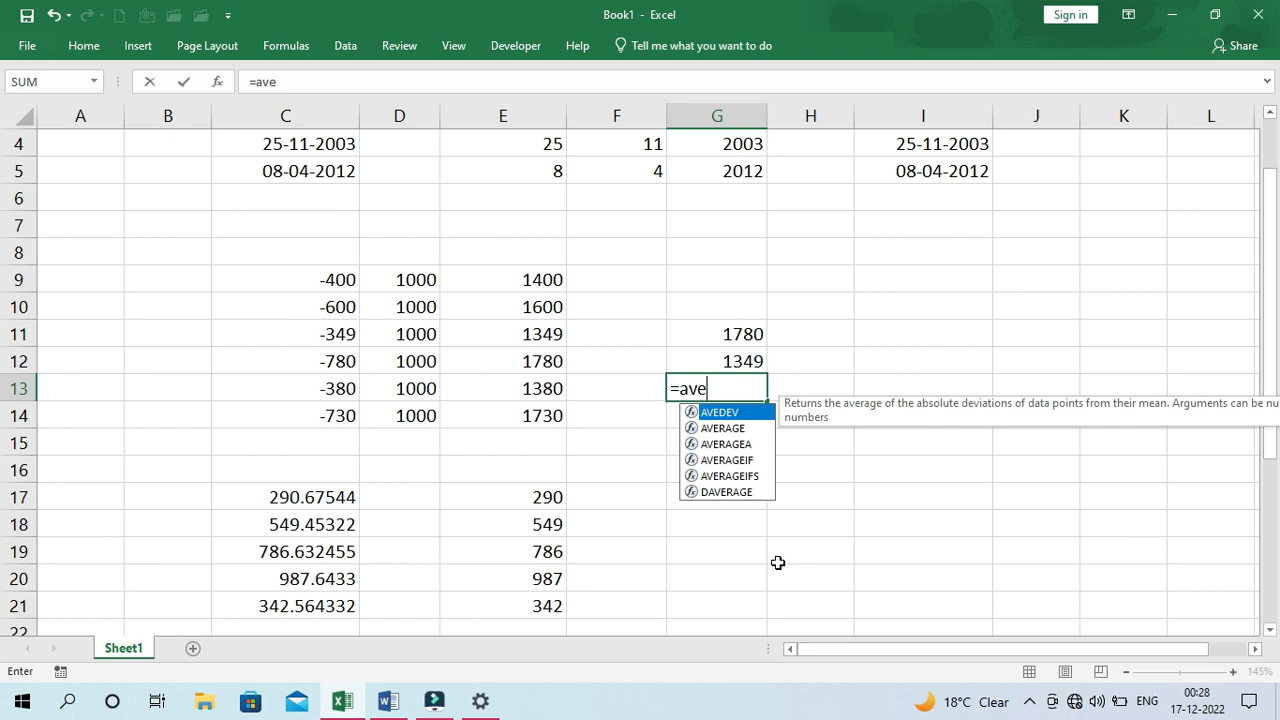 Book1 - Excel
Sign in
File Home Insert Page Layout Formulas Data Review View Developer Help Tell me what you want to do Share
SUM =ave
A B C D E F G H I J K L
4 25-11-2003 25 11 2003 25-11-2003
5 08-04-2012 8 4 2012 08-04-2012
6
7
8
9 -400 1000 1400
10 -600 1000 1600
11 -349 1000 1349 1780
12 -780 1000 1780 1349
13 -380 1000 1380 =ave
Returns the average of the absolute deviations of data points from their mean. Arguments can be nu
numbers
14 -730 1000 1730
AVEDEV
AVERAGE
AVERAGEA
AVERAGEIF
AVERAGEIFS
DAVERAGE
15
16
17 290.67544 290
18 549.45322 549
19 786.632455 786
20 987.6433 987
21 342.564332 342
22
Sheet1
Enter 145%
18°C Clear ENG 00:28
17-12-2022